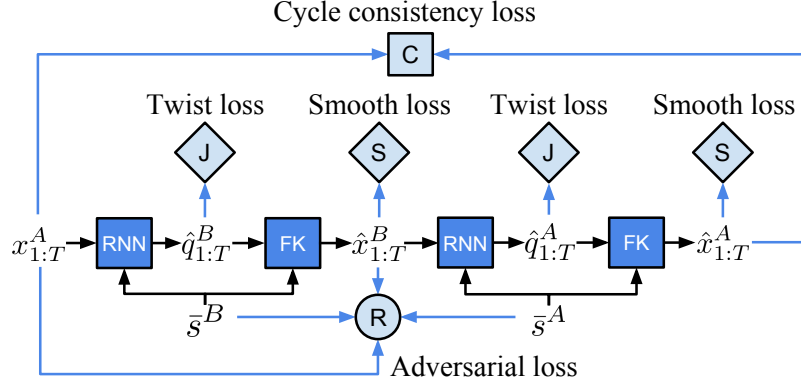 Cycle consistency loss
C
Twist loss Smooth loss Twist loss Smooth loss
J S J S
x^A_{1:T} RNN q̂^B_{1:T} FK x̂^B_{1:T} RNN q̂^A_{1:T} FK x̂^A_{1:T}
s̄^B R s̄^A
Adversarial loss